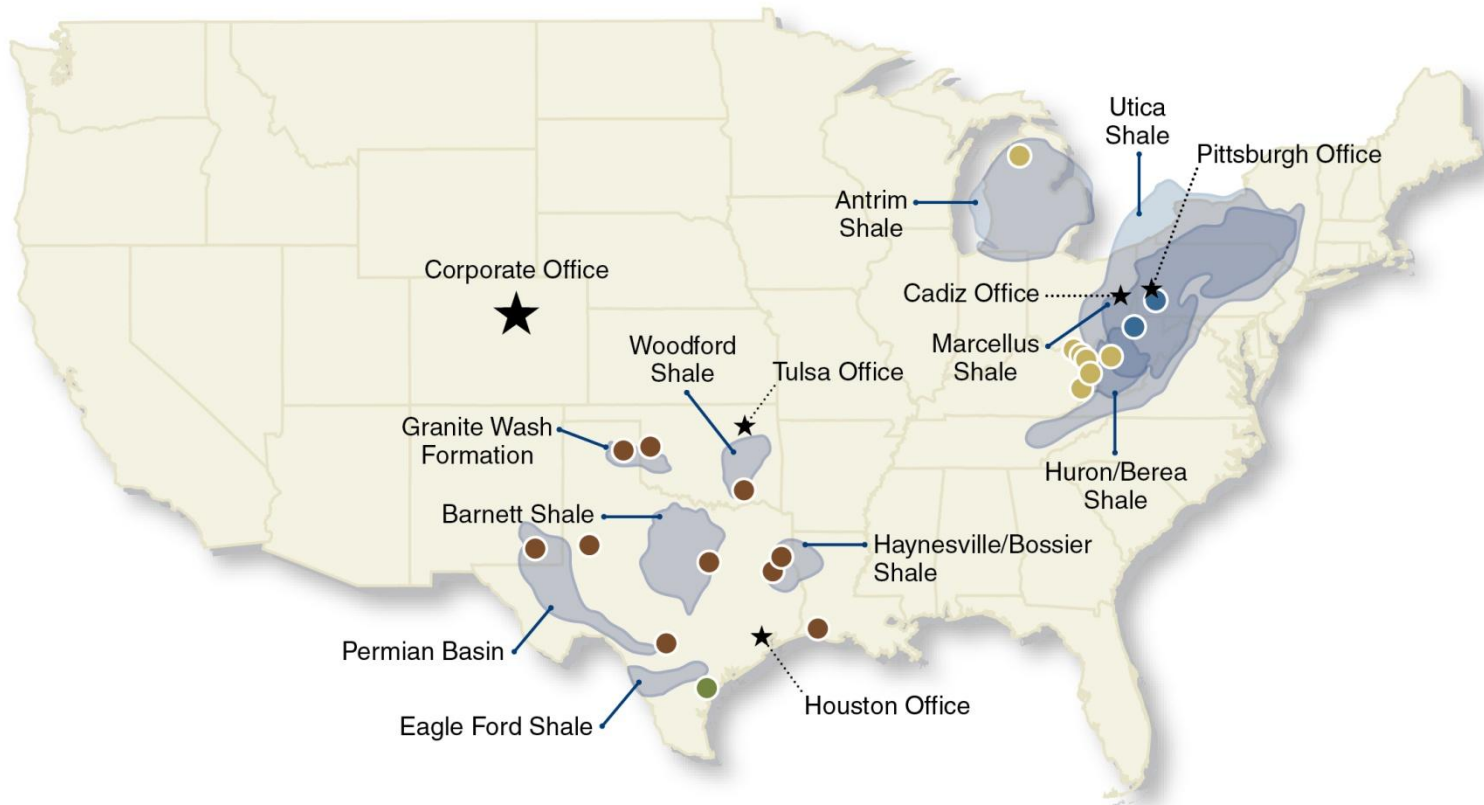 Utica
Shale
Pittsburgh Office
Antrim
Shale
Corporate Office
Cadiz Office
Marcellus
Shale
Woodford
Shale
Tulsa Office
Granite Wash
Formation
Huron/Berea
Shale
Barnett Shale
Haynesville/Bossier
Shale
Permian Basin
Houston Office
Eagle Ford Shale